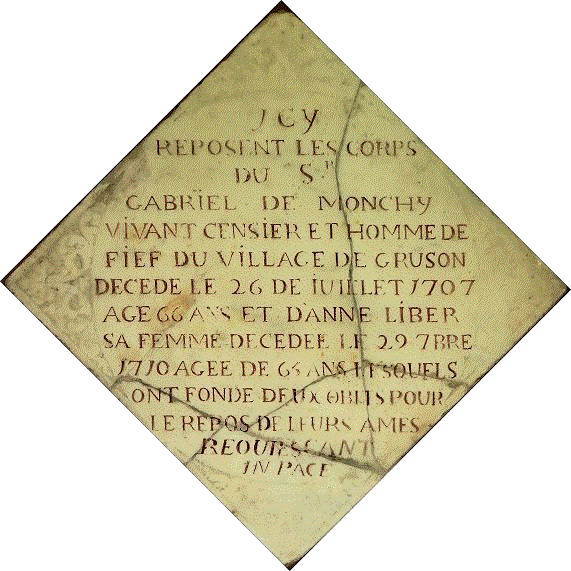 ICY
REPOSENT LES CORPS
DU Sr
GABRIEL DE MONCHY
VIVANT CENSIER ET HOMME DE
FIEF DU VILLAGE DE GRUSON
DECEDE LE 26 DE IUILLET 1707
AGE 66 ANS ET DANNE LIBER
SA FEMME DECEDEE LE 29 7BRE
1710 AGEE DE ANS LESQUELS
ONT FONDE DEUX OBITS POUR
LE REPOS DE LEURS AMES
REQUIESCANT
IN PACE